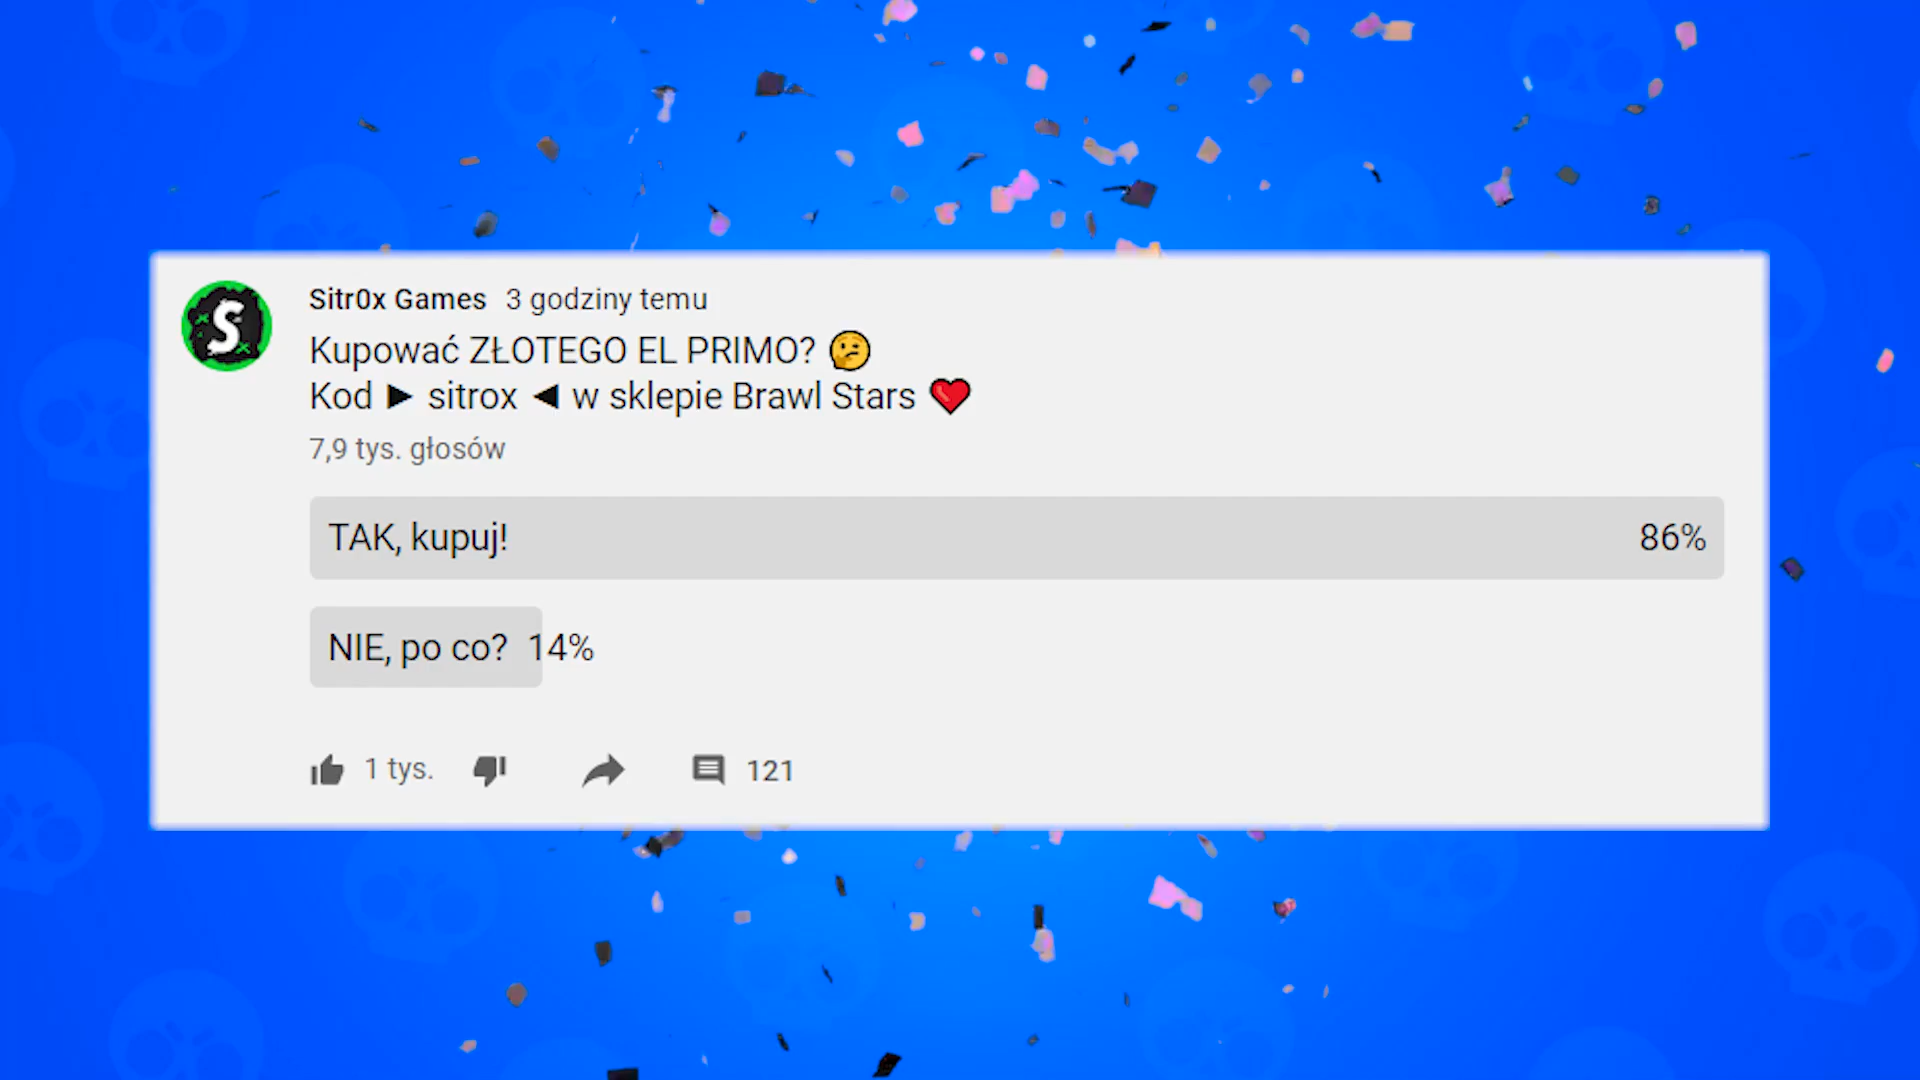 S
Sitr0x Games 3 godziny temu
Kupować ZŁOTEGO EL PRIMO? 🤔
Kod ► sitrox ◄ w sklepie Brawl Stars ❤️
7,9 tys. głosów
TAK, kupuj! 86%
NIE, po co? 14%
1 tys. 121